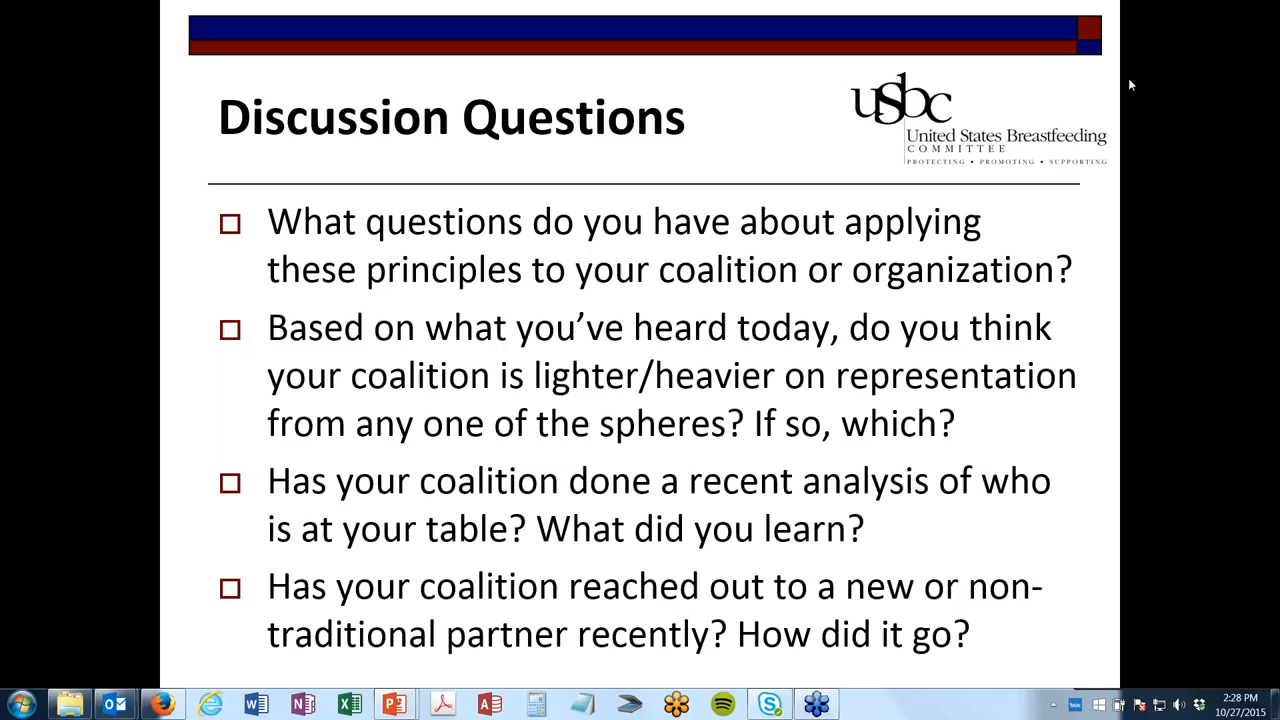 Discussion Questions
usbc
United States Breastfeeding
COMMITTEE
PROTECTING • PROMOTING • SUPPORTING
What questions do you have about applying
these principles to your coalition or organization?
Based on what you’ve heard today, do you think
your coalition is lighter/heavier on representation
from any one of the spheres? If so, which?
Has your coalition done a recent analysis of who
is at your table? What did you learn?
Has your coalition reached out to a new or non-
traditional partner recently? How did it go?
2:28 PM
10/27/2015